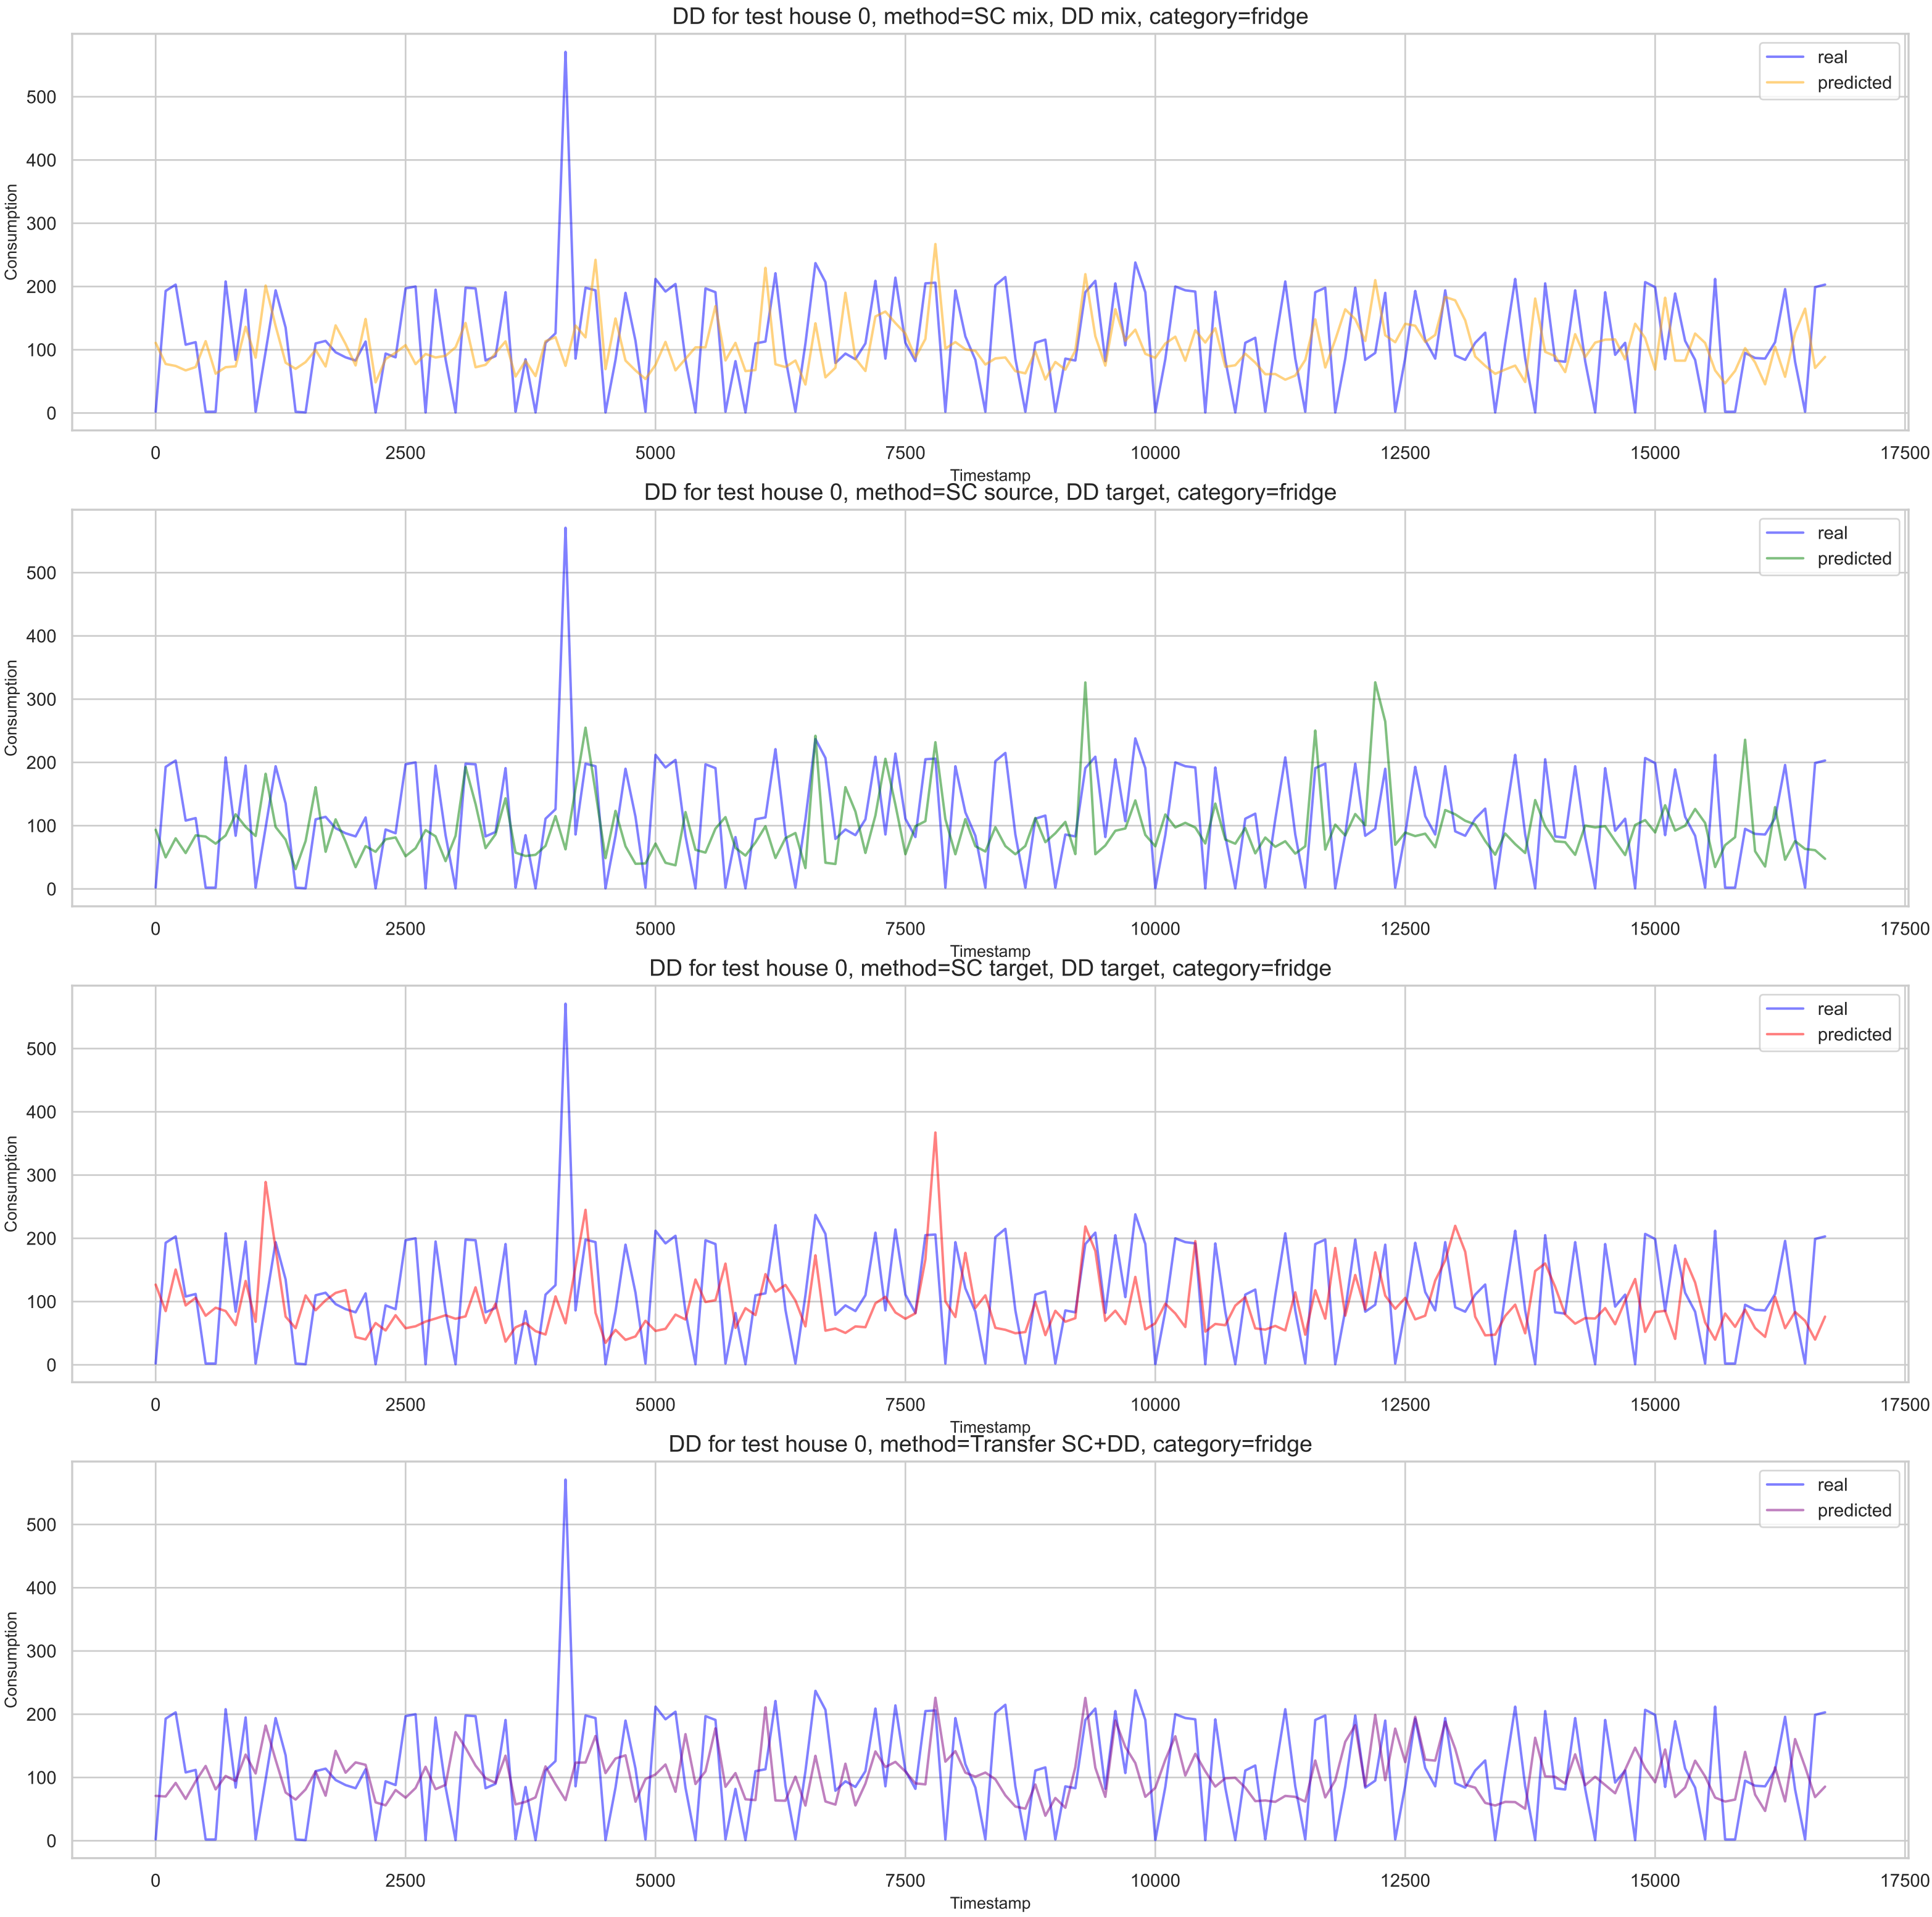 DD for test house 0, method=SC mix, DD mix, category=fridge
real
predicted
500
400
300
200
100
0
Consumption
0 2500 5000 7500 10000 12500 15000 17500
Timestamp
DD for test house 0, method=SC source, DD target, category=fridge
real
predicted
500
400
300
200
100
0
Consumption
0 2500 5000 7500 10000 12500 15000 17500
Timestamp
DD for test house 0, method=SC target, DD target, category=fridge
real
predicted
500
400
300
200
100
0
Consumption
0 2500 5000 7500 10000 12500 15000 17500
Timestamp
DD for test house 0, method=Transfer SC+DD, category=fridge
real
predicted
500
400
300
200
100
0
Consumption
0 2500 5000 7500 10000 12500 15000 17500
Timestamp